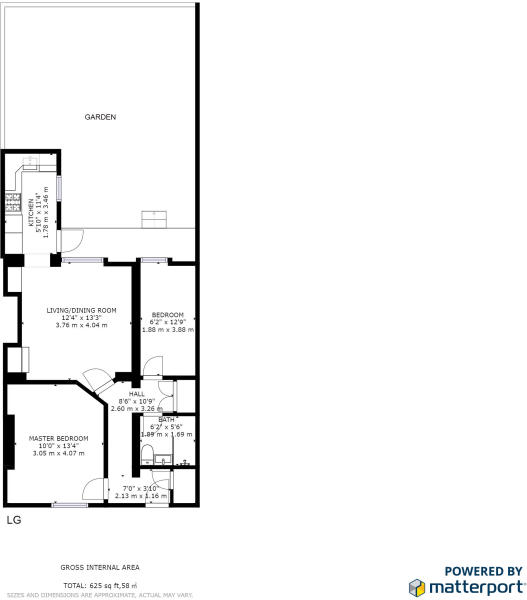 GARDEN
KITCHEN
5'10" x 11'4"
1.78 m x 3.46 m
LIVING/DINING ROOM
12'4" x 13'3"
3.76 m x 4.04 m
BEDROOM
6'2" x 12'9"
1.88 m x 3.88 m
HALL
8'6" x 10'9"
2.60 m x 3.26 m
BATH
6'2" x 5'6"
1.89 m x 1.69 m
MASTER BEDROOM
10'0" x 13'4"
3.05 m x 4.07 m
7'0" x 3'10"
2.13 m x 1.16 m
LG
GROSS INTERNAL AREA
TOTAL: 625 sq ft,58 ㎡
SIZES AND DIMENSIONS ARE APPROXIMATE, ACTUAL MAY VARY.
POWERED BY
matterport®